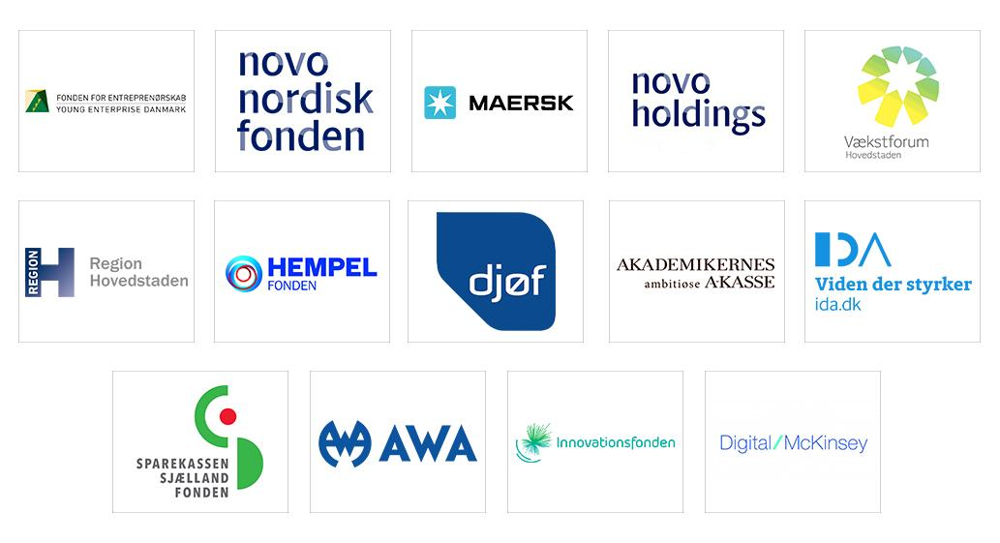 FONDEN FOR ENTREPRENØRSKAB
YOUNG ENTERPRISE DANMARK
novo
nordisk
fonden
MAERSK
novo
holdings
Vækstforum
Hovedstaden
REGION
H
Region
Hovedstaden
HEMPEL
FONDEN
djøf
AKADEMIKERNES
ambitiøse A-KASSE
IDA
Viden der styrker
ida.dk
SPAREKASSEN
SJÆLLAND
FONDEN
AWA AWA
Innovationsfonden
Digital/McKinsey